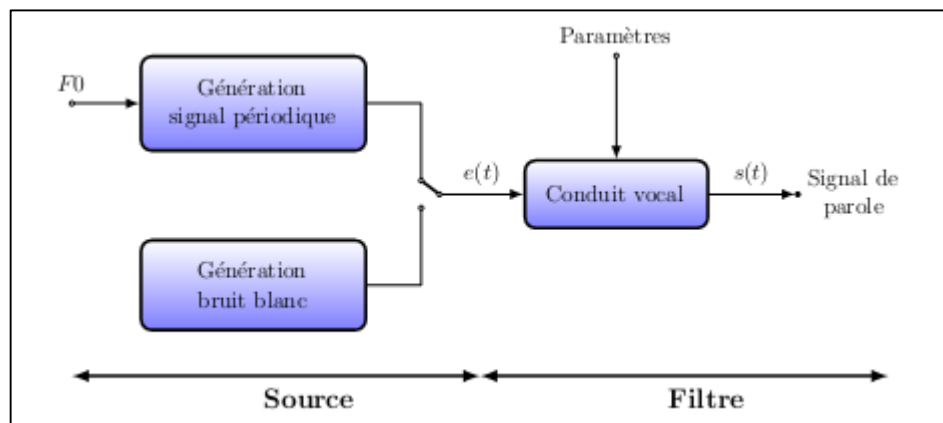 Paramètres
F0
Génération
signal périodique
e(t)
Conduit vocal
s(t)
Signal de
parole
Génération
bruit blanc
Source
Filtre